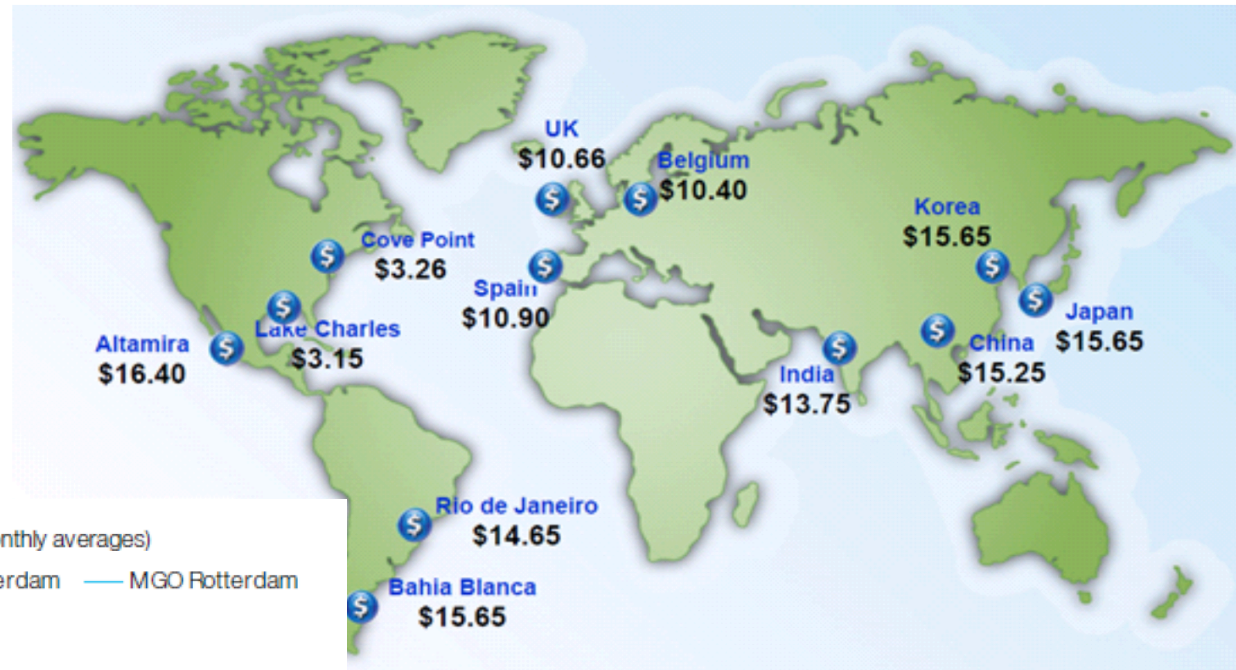 UK
$10.66
Belgium
$10.40
Korea
$15.65
Cove Point
$3.26
Spain
$10.90
Lake Charles
$3.15
Altamira
$16.40
Japan
$15.65
China
$15.25
India
$13.75
Rio de Janeiro
$14.65
nthly averages)
erdam MGO Rotterdam
Bahia Blanca
$15.65